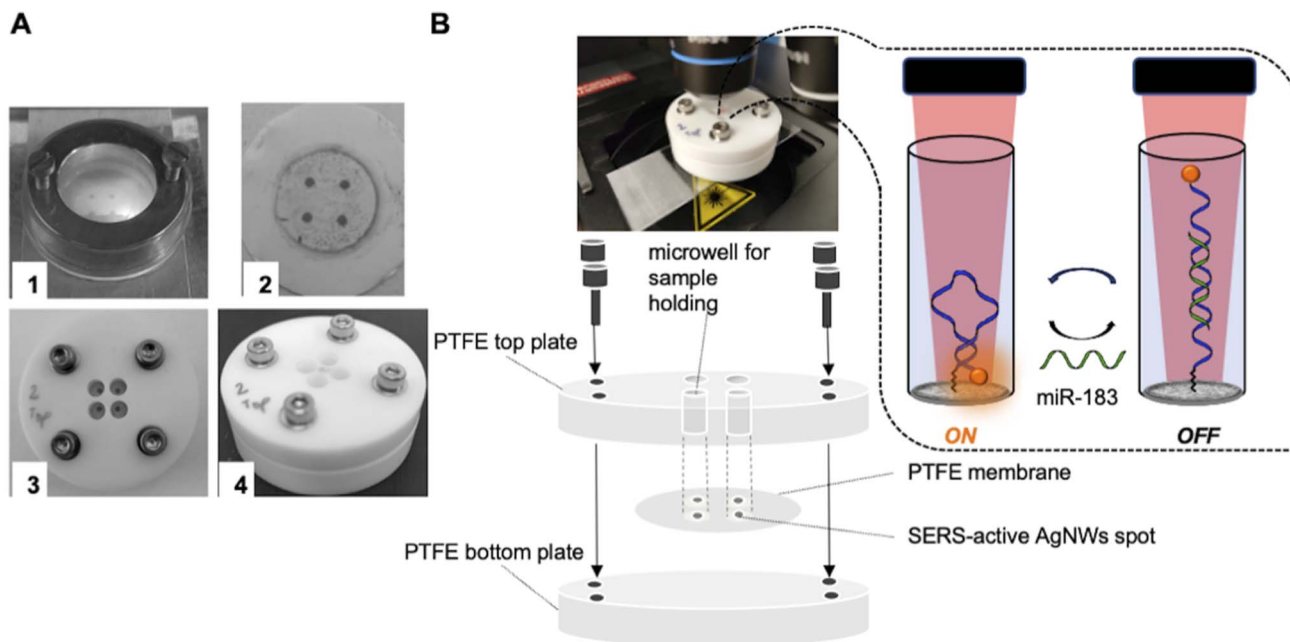 A
B
1
2
3
4
2
microwell for
sample
holding
PTFE top plate
miR-183
ON
OFF
PTFE membrane
SERS-active AgNWs spot
PTFE bottom plate